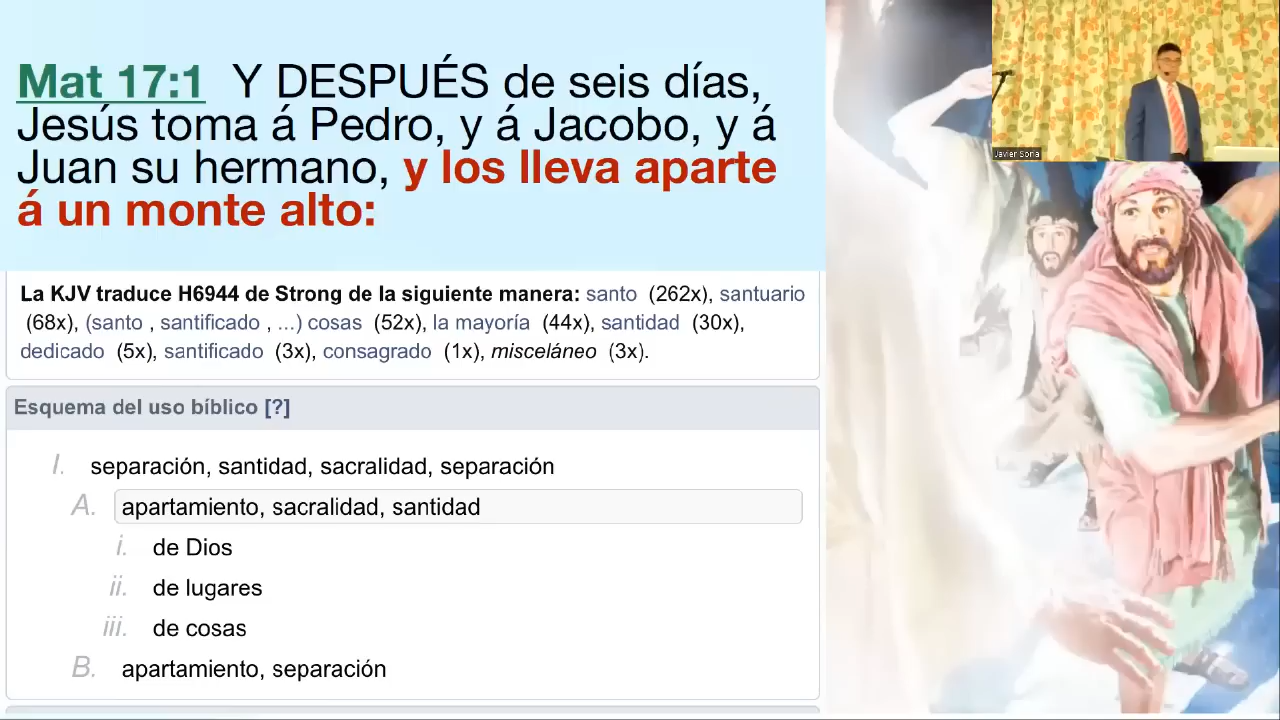 Mat 17:1 Y DESPUÉS de seis días,
Jesús toma á Pedro, y á Jacobo, y á
Juan su hermano, y los lleva aparte
á un monte alto:
La KJV traduce H6944 de Strong de la siguiente manera: santo (262x), santuario
(68x), (santo , santificado , ...) cosas (52x), la mayoría (44x), santidad (30x),
dedicado (5x), santificado (3x), consagrado (1x), misceláneo (3x).
Esquema del uso bíblico [?]
I. separación, santidad, sacralidad, separación
A. apartamiento, sacralidad, santidad
i. de Dios
ii. de lugares
iii. de cosas
B. apartamiento, separación
Javier Soria